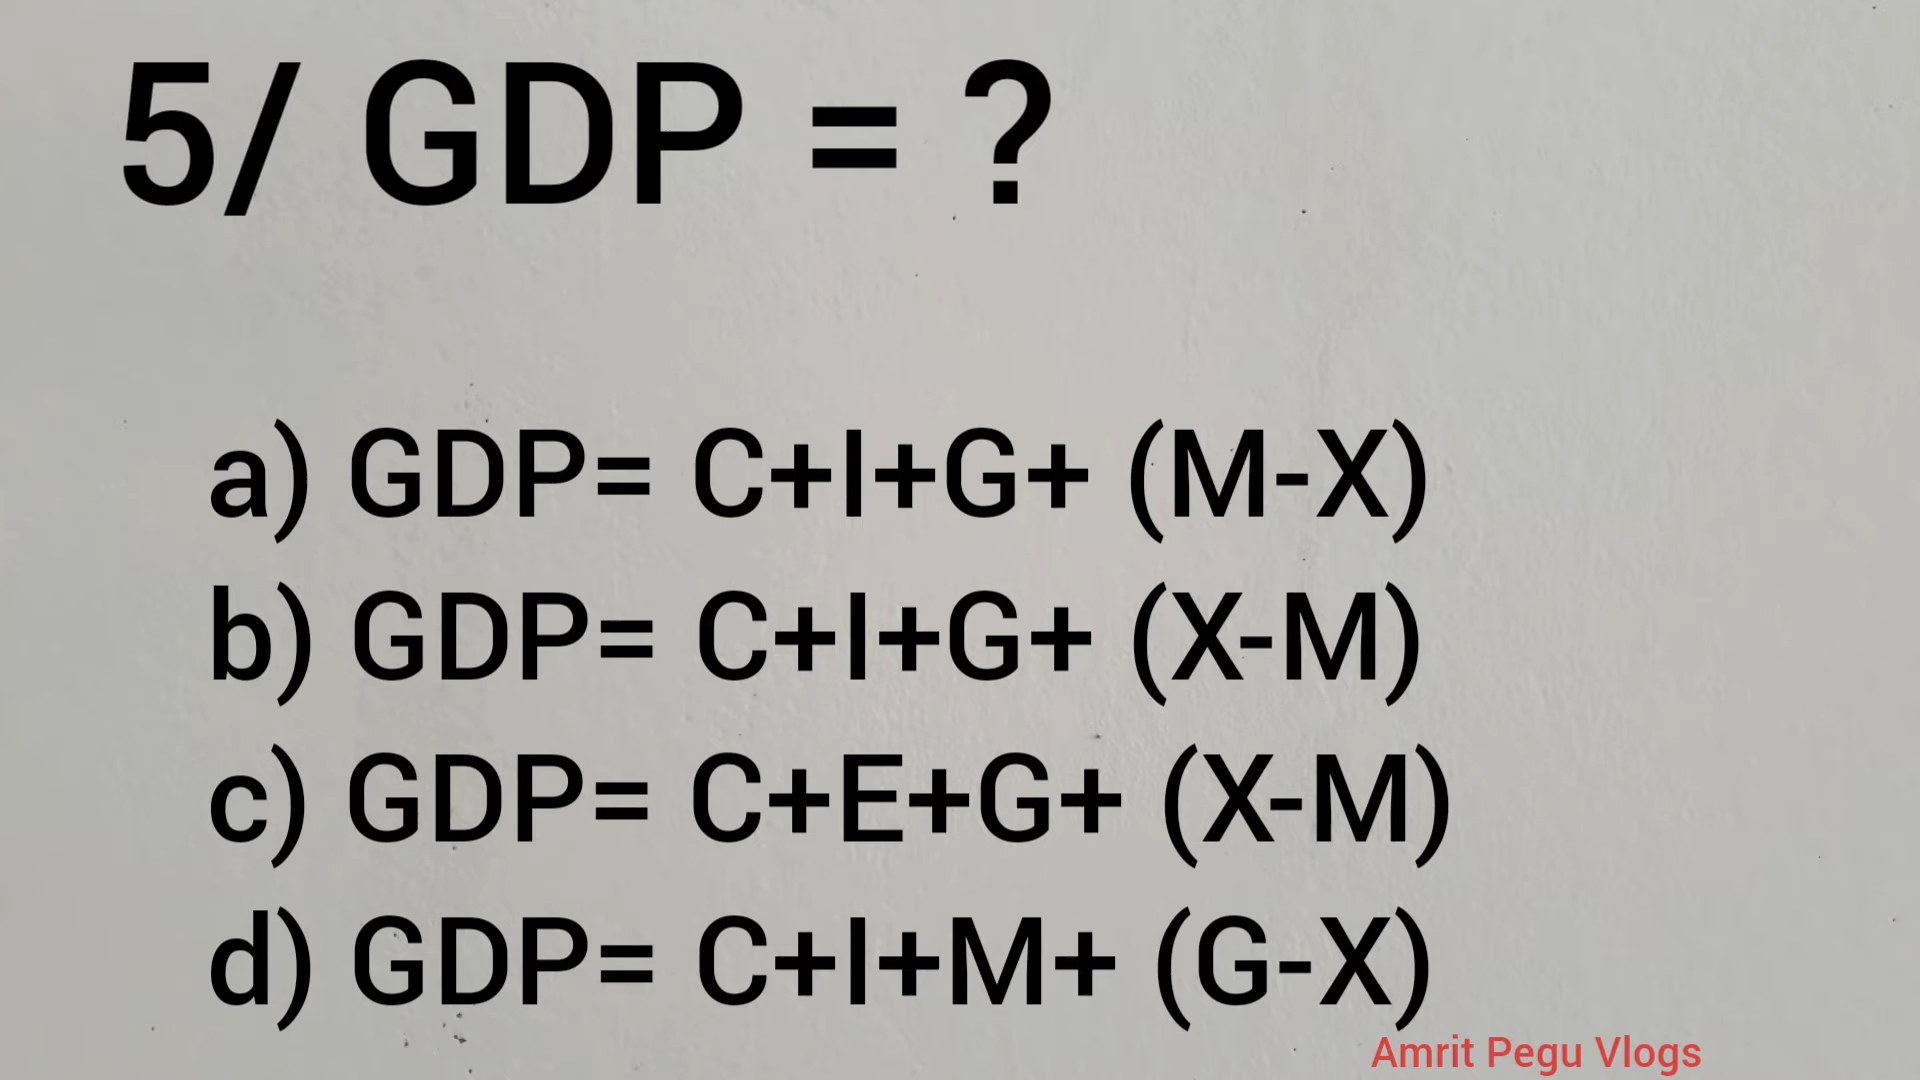 5/ GDP = ?
a) GDP= C+I+G+ (M-X)
b) GDP= C+I+G+ (X-M)
c) GDP= C+E+G+ (X-M)
d) GDP= C+I+M+ (G-X)
Amrit Pegu Vlogs